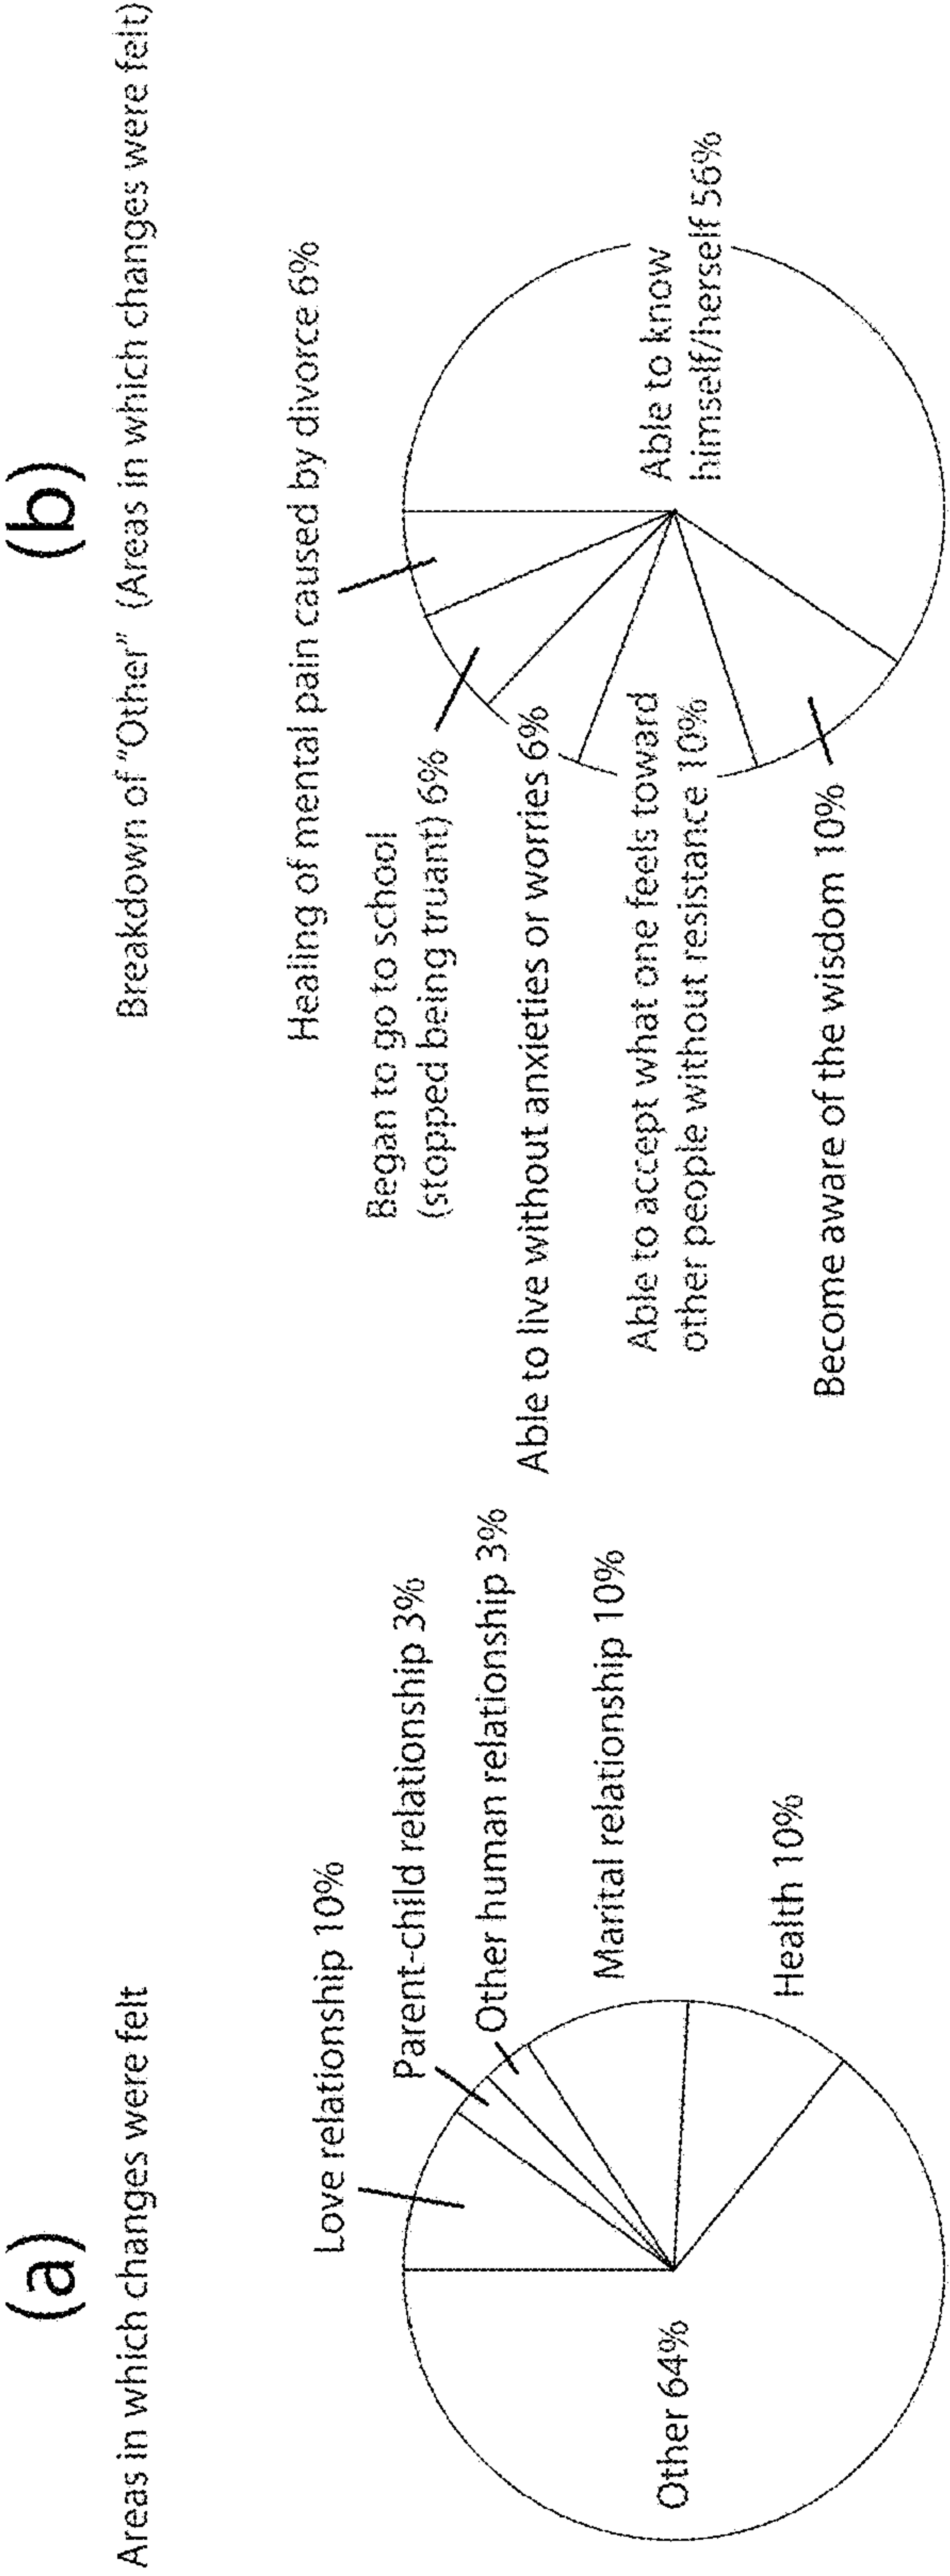 (a)
Areas in which changes were felt
Love relationship 10%
Parent-child relationship 3%
Other human relationship 3%
Marital relationship 10%
Health 10%
Other 64%
(b)
Breakdown of "Other" (Areas in which changes were felt)
Healing of mental pain caused by divorce 6%
Began to go to school
(stopped being truant) 6%
Able to live without anxieties or worries 6%
Able to accept what one feels toward
other people without resistance 10%
Become aware of the wisdom 10%
Able to know
himself/herself 56%